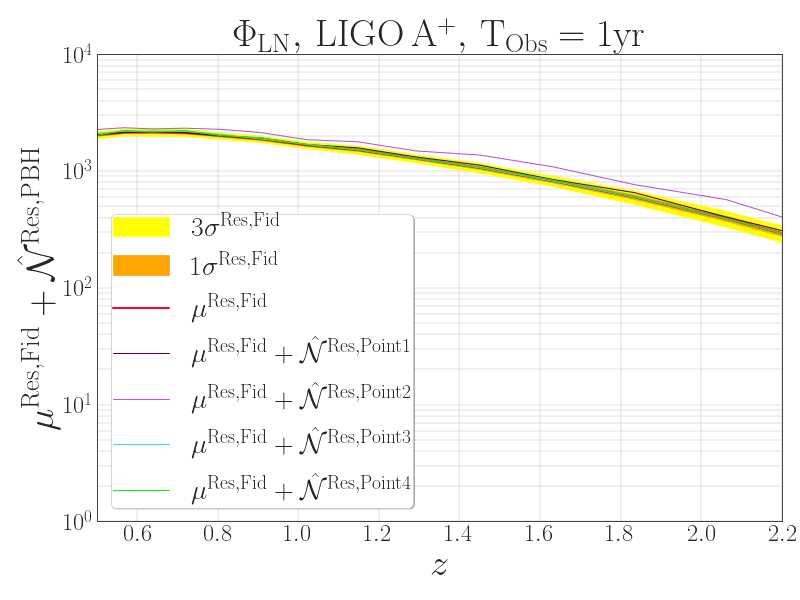 Φ_LN, LIGO A⁺, T_Obs = 1yr
μ^Res,Fid + 𝒩̂^Res,PBH
10⁴
10³
10²
10¹
10⁰
3σ^Res,Fid
1σ^Res,Fid
μ^Res,Fid
μ^Res,Fid + 𝒩̂^Res,Point1
μ^Res,Fid + 𝒩̂^Res,Point2
μ^Res,Fid + 𝒩̂^Res,Point3
μ^Res,Fid + 𝒩̂^Res,Point4
0.6 0.8 1.0 1.2 1.4 1.6 1.8 2.0 2.2
z